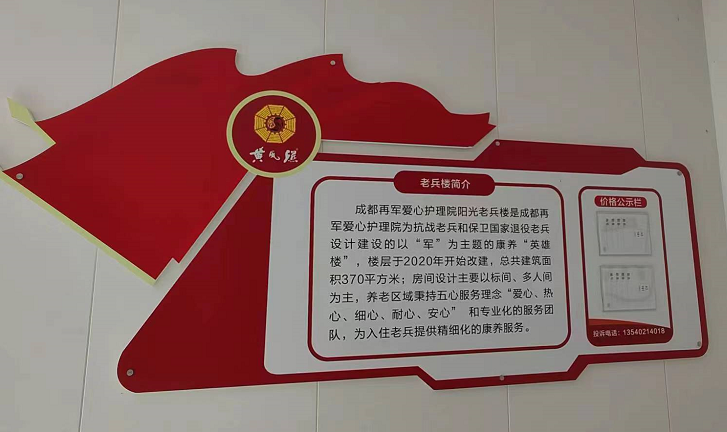 黄凤祥
老兵楼简介
成都再军爱心护理院阳光老兵楼是成都再
军爱心护理院为抗战老兵和保卫国家退役老兵
设计建设的以“军”为主题的康养“英雄
楼”，楼层于2020年开始改建，总共建筑面
积370平方米；房间设计主要以标间、多人间
为主，养老区域秉持五心服务理念“爱心、热
心、细心、耐心、安心” 和专业化的服务团
队，为入住老兵提供精细化的康养服务。
价格公示栏
投诉电话：13540214018